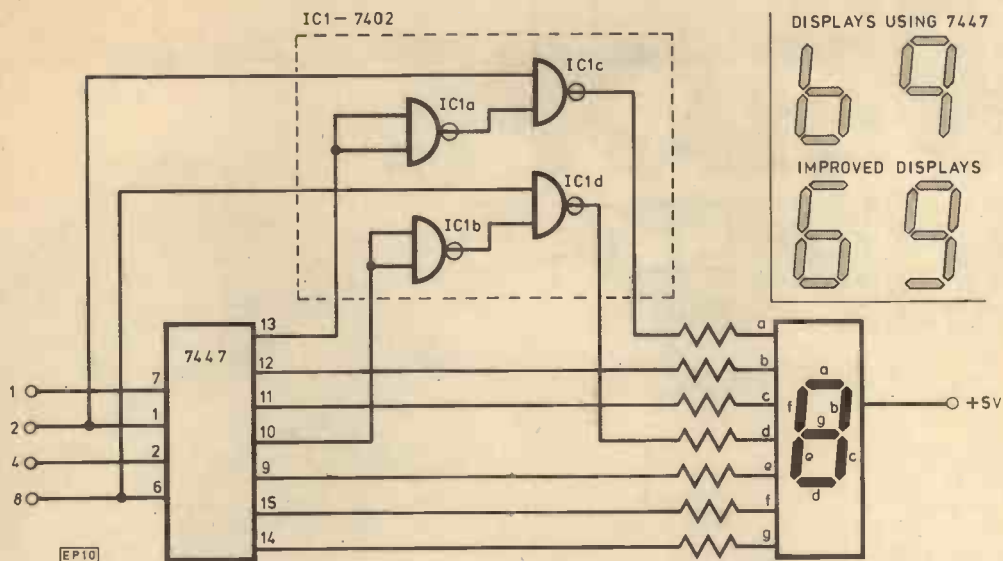 IC1-7402
DISPLAYS USING 7447
IC1c
IC1a
IMPROVED DISPLAYS
IC1d
IC1b
7447
13
12
11
10
9
15
14
7
1
2
6
1
2
4
8
a
b
c
d
e
f
g
a
f
b
g
e
c
d
+5V
EP10